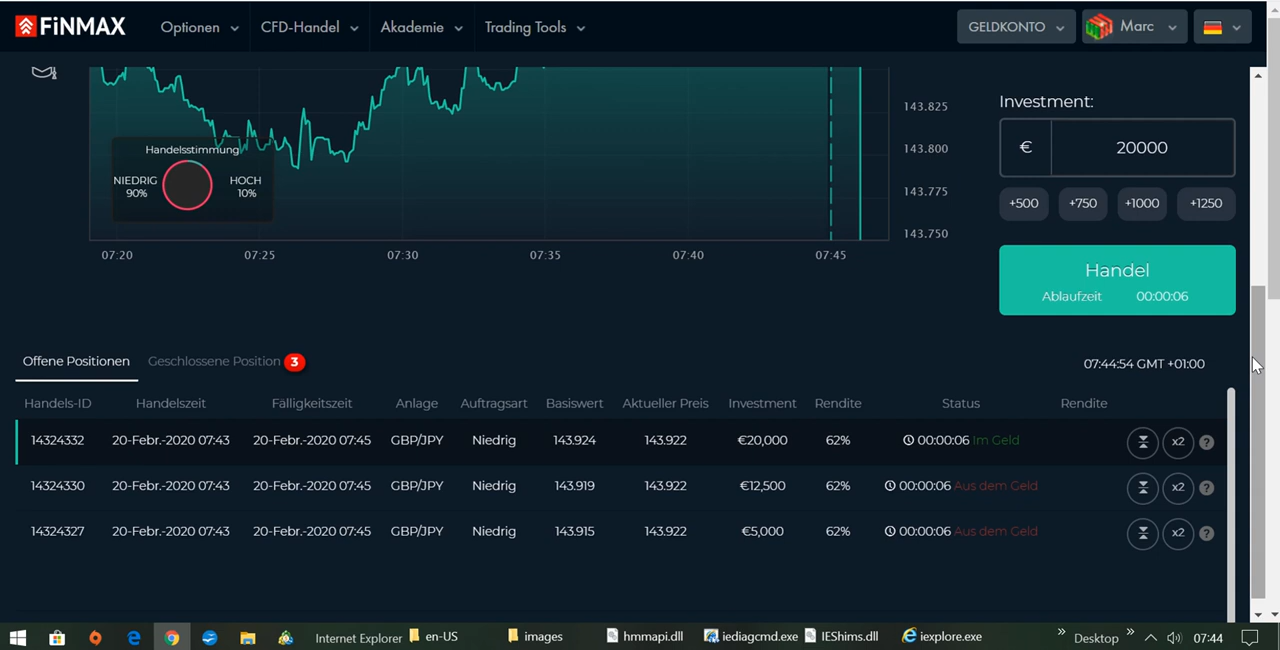 FiNMAX Optionen CFD-Handel Akademie Trading Tools GELDKONTO Marc
143.825
143.800
143.775
143.750
Handelsstimmung
NIEDRIG 90%
HOCH 10%
07:20 07:25 07:30 07:35 07:40 07:45
Investment:
€ 20000
+500 +750 +1000 +1250
Handel
Ablaufzeit 00:00:06
Offene Positionen Geschlossene Position 3
07:44:54 GMT +01:00
Handels-ID Handelszeit Fälligkeitszeit Anlage Auftragsart Basiswert Aktueller Preis Investment Rendite Status Rendite
14324332 20-Febr.-2020 07:43 20-Febr.-2020 07:45 GBP/JPY Niedrig 143.924 143.922 €20,000 62% 00:00:06 Im Geld x2 ?
14324330 20-Febr.-2020 07:43 20-Febr.-2020 07:45 GBP/JPY Niedrig 143.919 143.922 €12,500 62% 00:00:06 Aus dem Geld x2 ?
14324327 20-Febr.-2020 07:43 20-Febr.-2020 07:45 GBP/JPY Niedrig 143.915 143.922 €5,000 62% 00:00:06 Aus dem Geld x2 ?
Internet Explorer » en-US images hmmapi.dll iediagcmd.exe IEShims.dll iexplore.exe » Desktop » 07:44